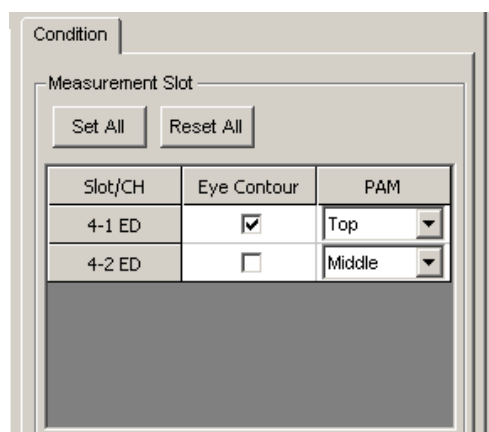 Condition
Measurement Slot
Set All Reset All
Slot/CH Eye Contour PAM
4-1 ED Top
4-2 ED Middle